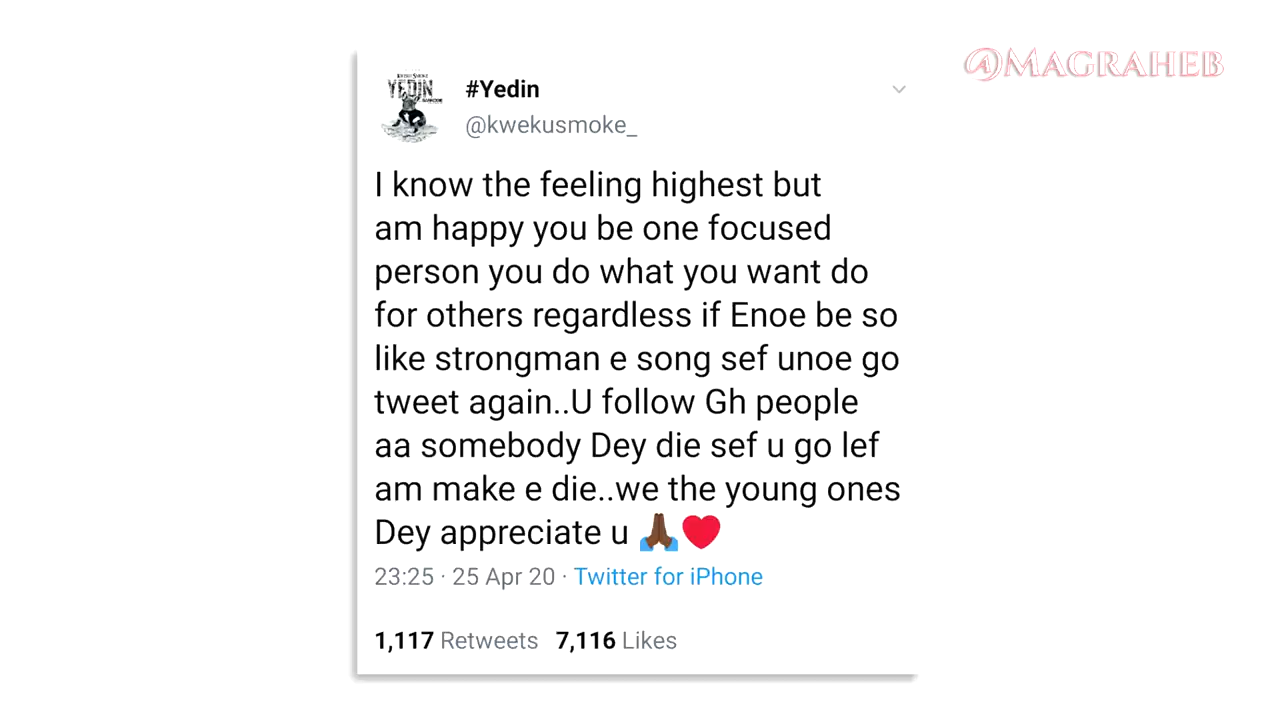 @MAGRAHEB
YEDIN
#Yedin
@kwekusmoke_
I know the feeling highest but
am happy you be one focused
person you do what you want do
for others regardless if Enoe be so
like strongman e song sef unoe go
tweet again..U follow Gh people
aa somebody Dey die sef u go lef
am make e die..we the young ones
Dey appreciate u 🙏🏾❤️
23:25 · 25 Apr 20 · Twitter for iPhone
1,117 Retweets 7,116 Likes